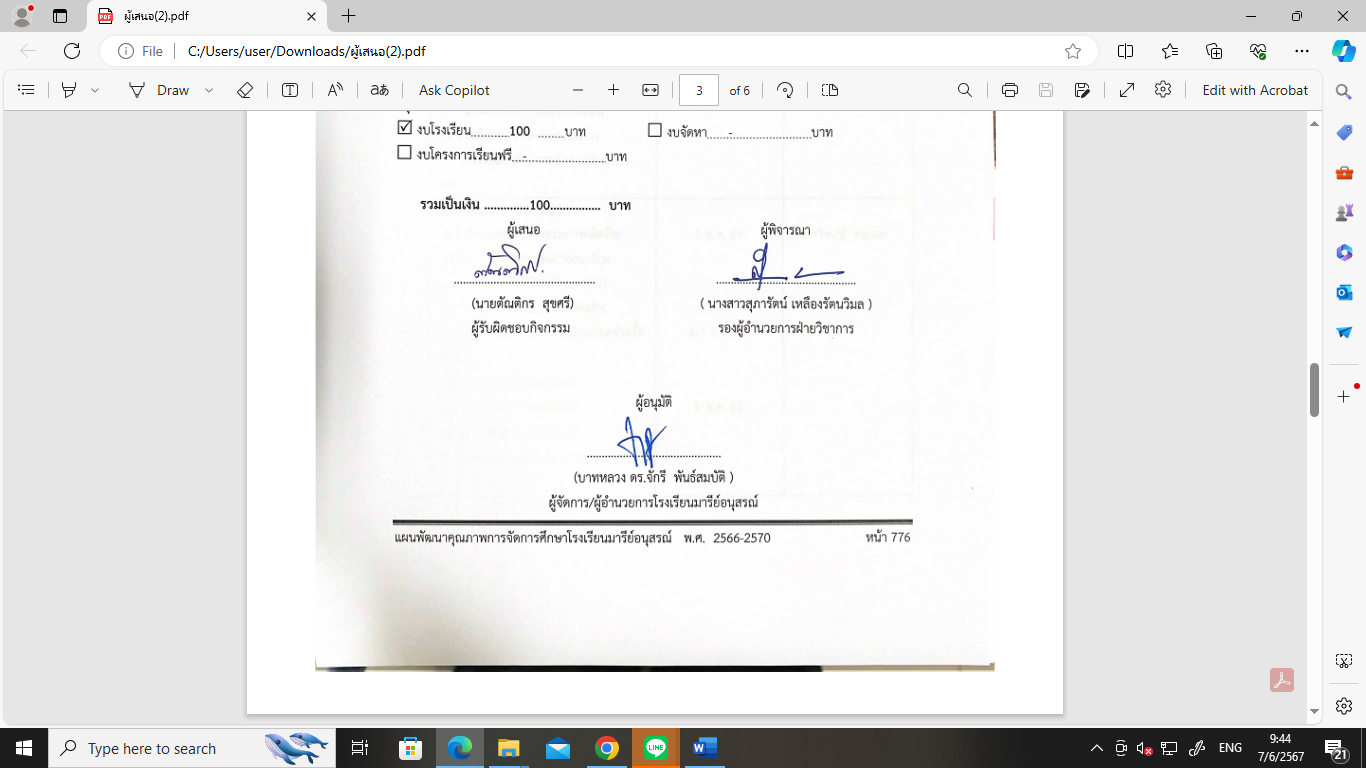 ผู้เสนอ(2).pdf
File C:/Users/user/Downloads/ผู้เสนอ(2).pdf
Draw aあ Ask Copilot 3 of 6 Edit with Acrobat
งบโรงเรียน...........100 ........บาท งบจัดหา.....-......................บาท
งบโครงการเรียนฟรี...-......................บาท
รวมเป็นเงิน ..............100............... บาท
ผู้เสนอ ผู้พิจารณา
(นายตัณติกร สุขศรี) ( นางสาวสุภารัตน์ เหลืองรัตนวิมล )
ผู้รับผิดชอบกิจกรรม รองผู้อำนวยการฝ่ายวิชาการ
ผู้อนุมัติ
(บาทหลวง ดร.จักรี พันธ์สมบัติ )
ผู้จัดการ/ผู้อำนวยการโรงเรียนมารีย์อนุสรณ์
แผนพัฒนาคุณภาพการจัดการศึกษาโรงเรียนมารีย์อนุสรณ์ พ.ศ. 2566-2570 หน้า 776
Type here to search LINE ENG 9:44
7/6/2567 21